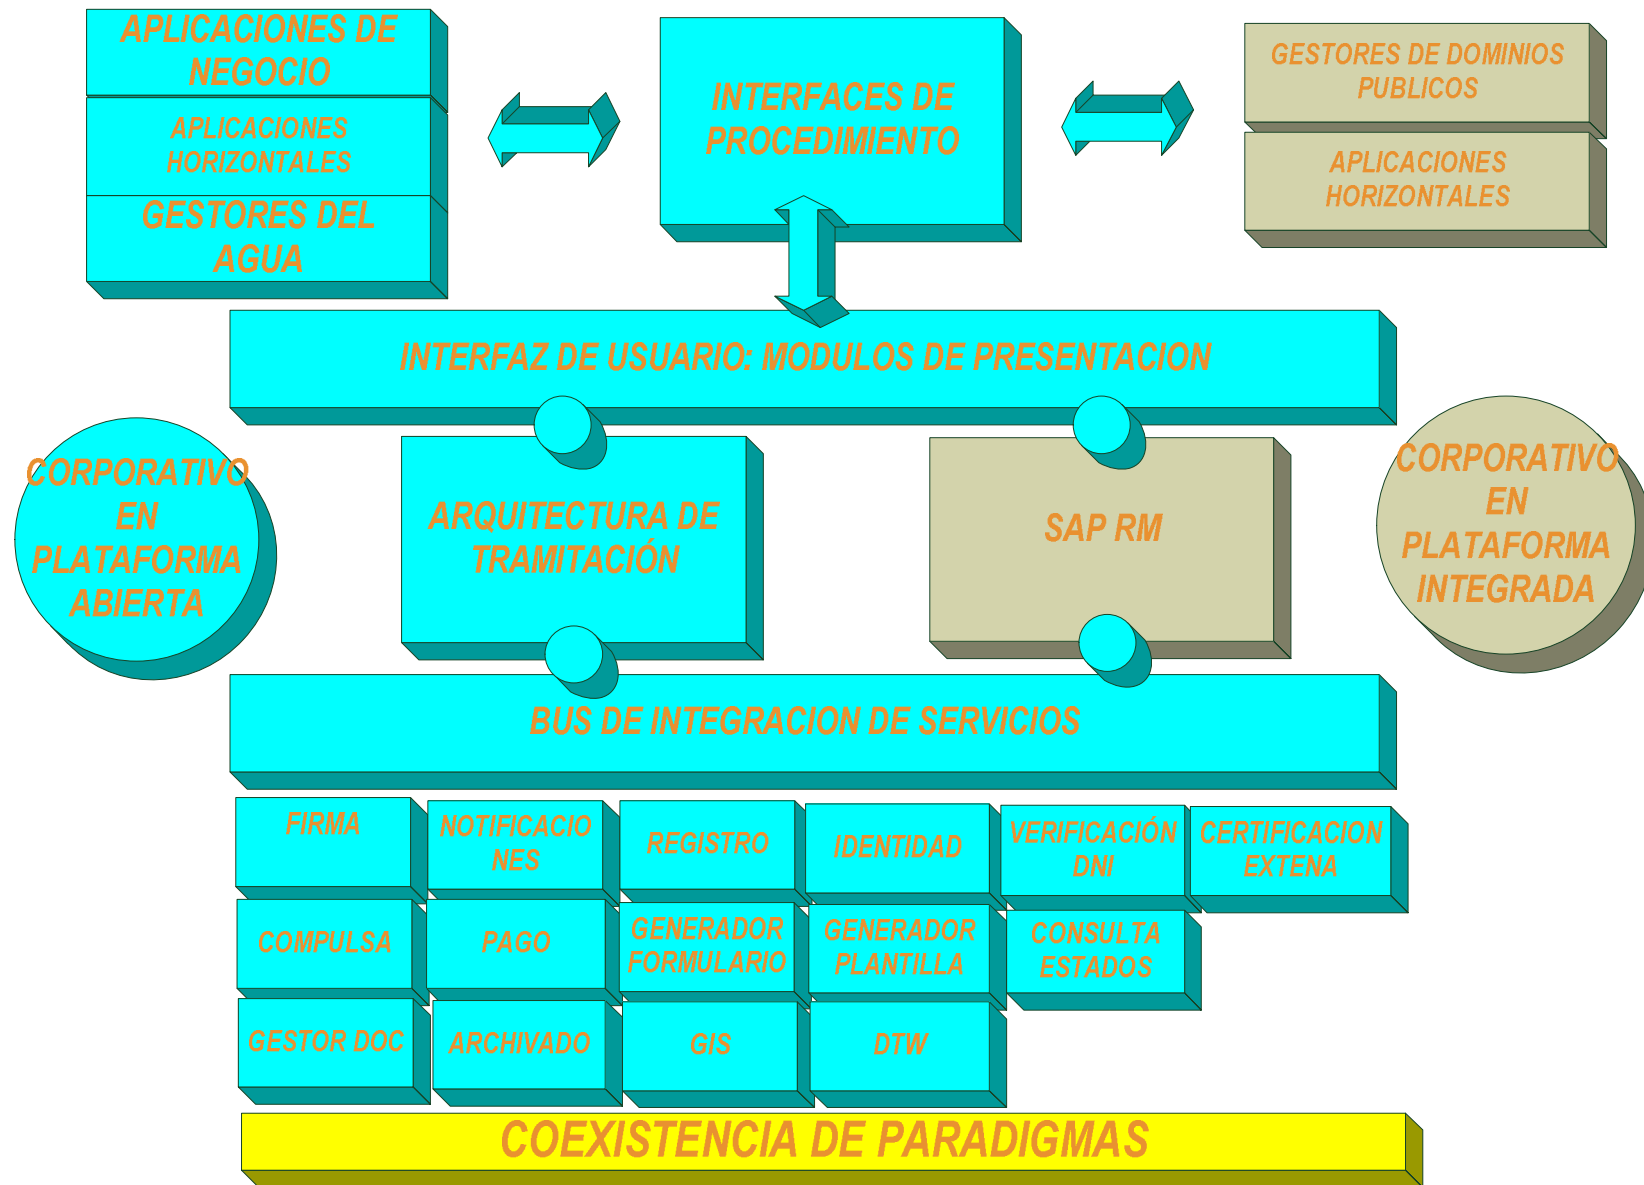 APLICACIONES DE
NEGOCIO
APLICACIONES
HORIZONTALES
GESTORES DEL
AGUA
INTERFACES DE
PROCEDIMIENTO
GESTORES DE DOMINIOS
PUBLICOS
APLICACIONES
HORIZONTALES
INTERFAZ DE USUARIO: MODULOS DE PRESENTACION
CORPORATIVO
EN
PLATAFORMA
ABIERTA
ARQUITECTURA DE
TRAMITACIÓN
SAP RM
CORPORATIVO
EN
PLATAFORMA
INTEGRADA
BUS DE INTEGRACION DE SERVICIOS
FIRMA
NOTIFICACIO
NES
REGISTRO
IDENTIDAD
VERIFICACIÓN
DNI
CERTIFICACION
EXTENA
COMPULSA
PAGO
GENERADOR
FORMULARIO
GENERADOR
PLANTILLA
CONSULTA
ESTADOS
GESTOR DOC
ARCHIVADO
GIS
DTW
COEXISTENCIA DE PARADIGMAS